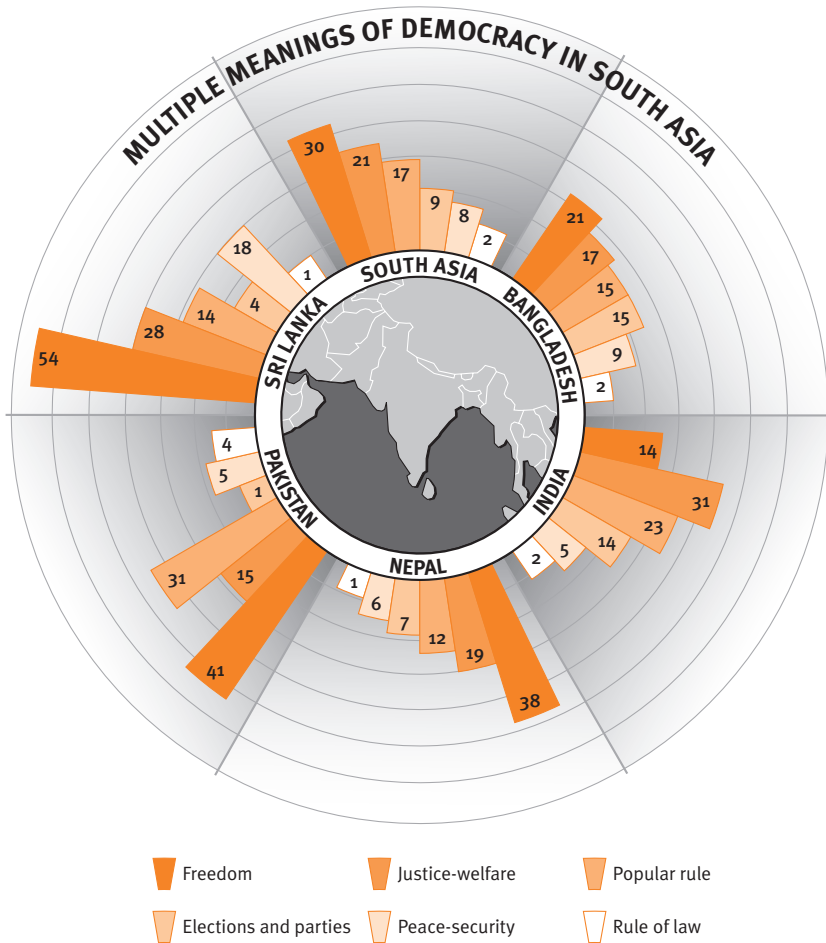 MULTIPLE MEANINGS OF DEMOCRACY IN SOUTH ASIA
SOUTH ASIA
30
21
17
9
8
2
BANGLADESH
21
17
15
15
9
2
INDIA
14
31
23
14
5
2
NEPAL
38
19
12
7
6
1
PAKISTAN
41
15
31
1
5
4
SRI LANKA
54
28
14
4
18
1
Freedom
Justice-welfare
Popular rule
Elections and parties
Peace-security
Rule of law